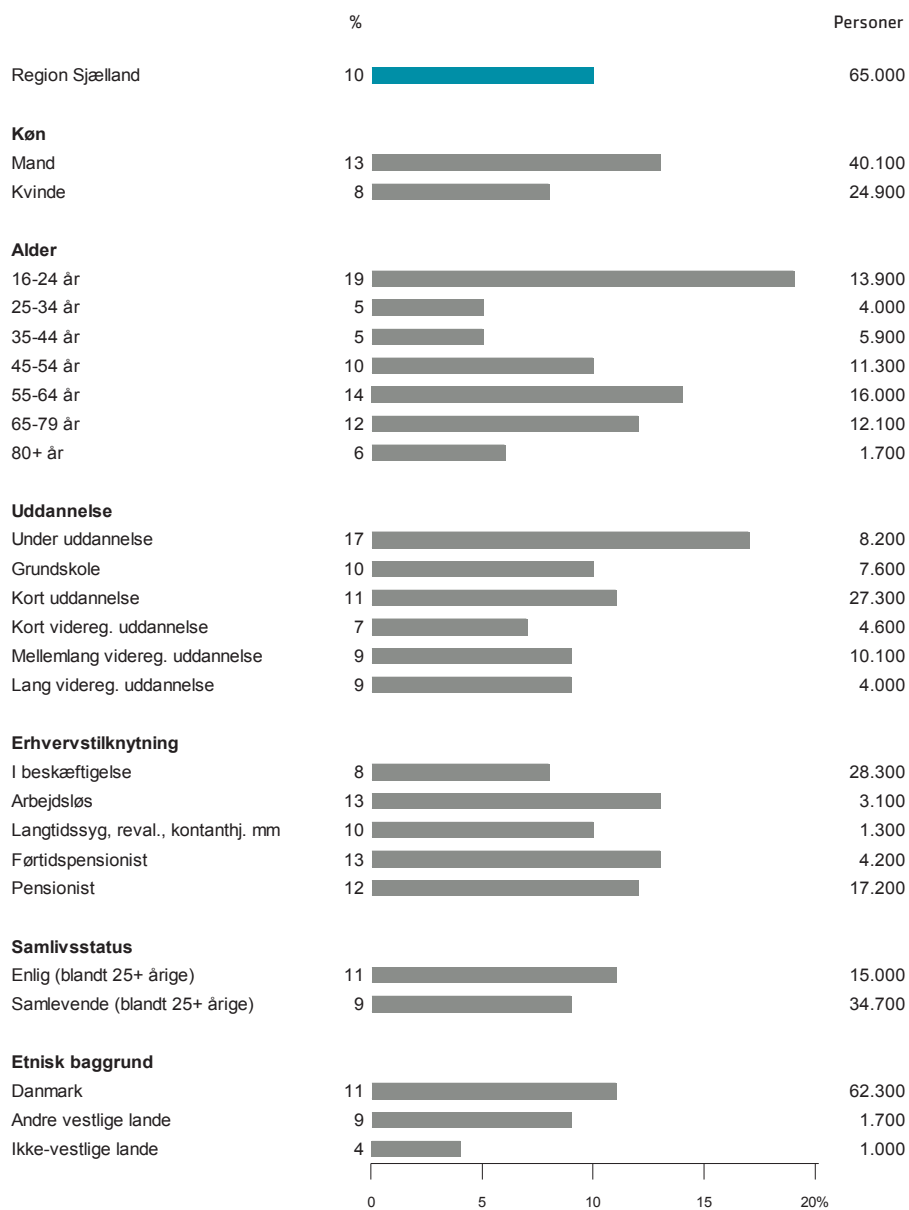 % Personer
Region Sjælland 10 65.000
Køn
Mand 13 40.100
Kvinde 8 24.900
Alder
16-24 år 19 13.900
25-34 år 5 4.000
35-44 år 5 5.900
45-54 år 10 11.300
55-64 år 14 16.000
65-79 år 12 12.100
80+ år 6 1.700
Uddannelse
Under uddannelse 17 8.200
Grundskole 10 7.600
Kort uddannelse 11 27.300
Kort videreg. uddannelse 7 4.600
Mellemlang videreg. uddannelse 9 10.100
Lang videreg. uddannelse 9 4.000
Erhvervstilknytning
I beskæftigelse 8 28.300
Arbejdsløs 13 3.100
Langtidssyg, reval., kontanthj. mm 10 1.300
Førtidspensionist 13 4.200
Pensionist 12 17.200
Samlivsstatus
Enlig (blandt 25+ årige) 11 15.000
Samlevende (blandt 25+ årige) 9 34.700
Etnisk baggrund
Danmark 11 62.300
Andre vestlige lande 9 1.700
Ikke-vestlige lande 4 1.000
0 5 10 15 20%